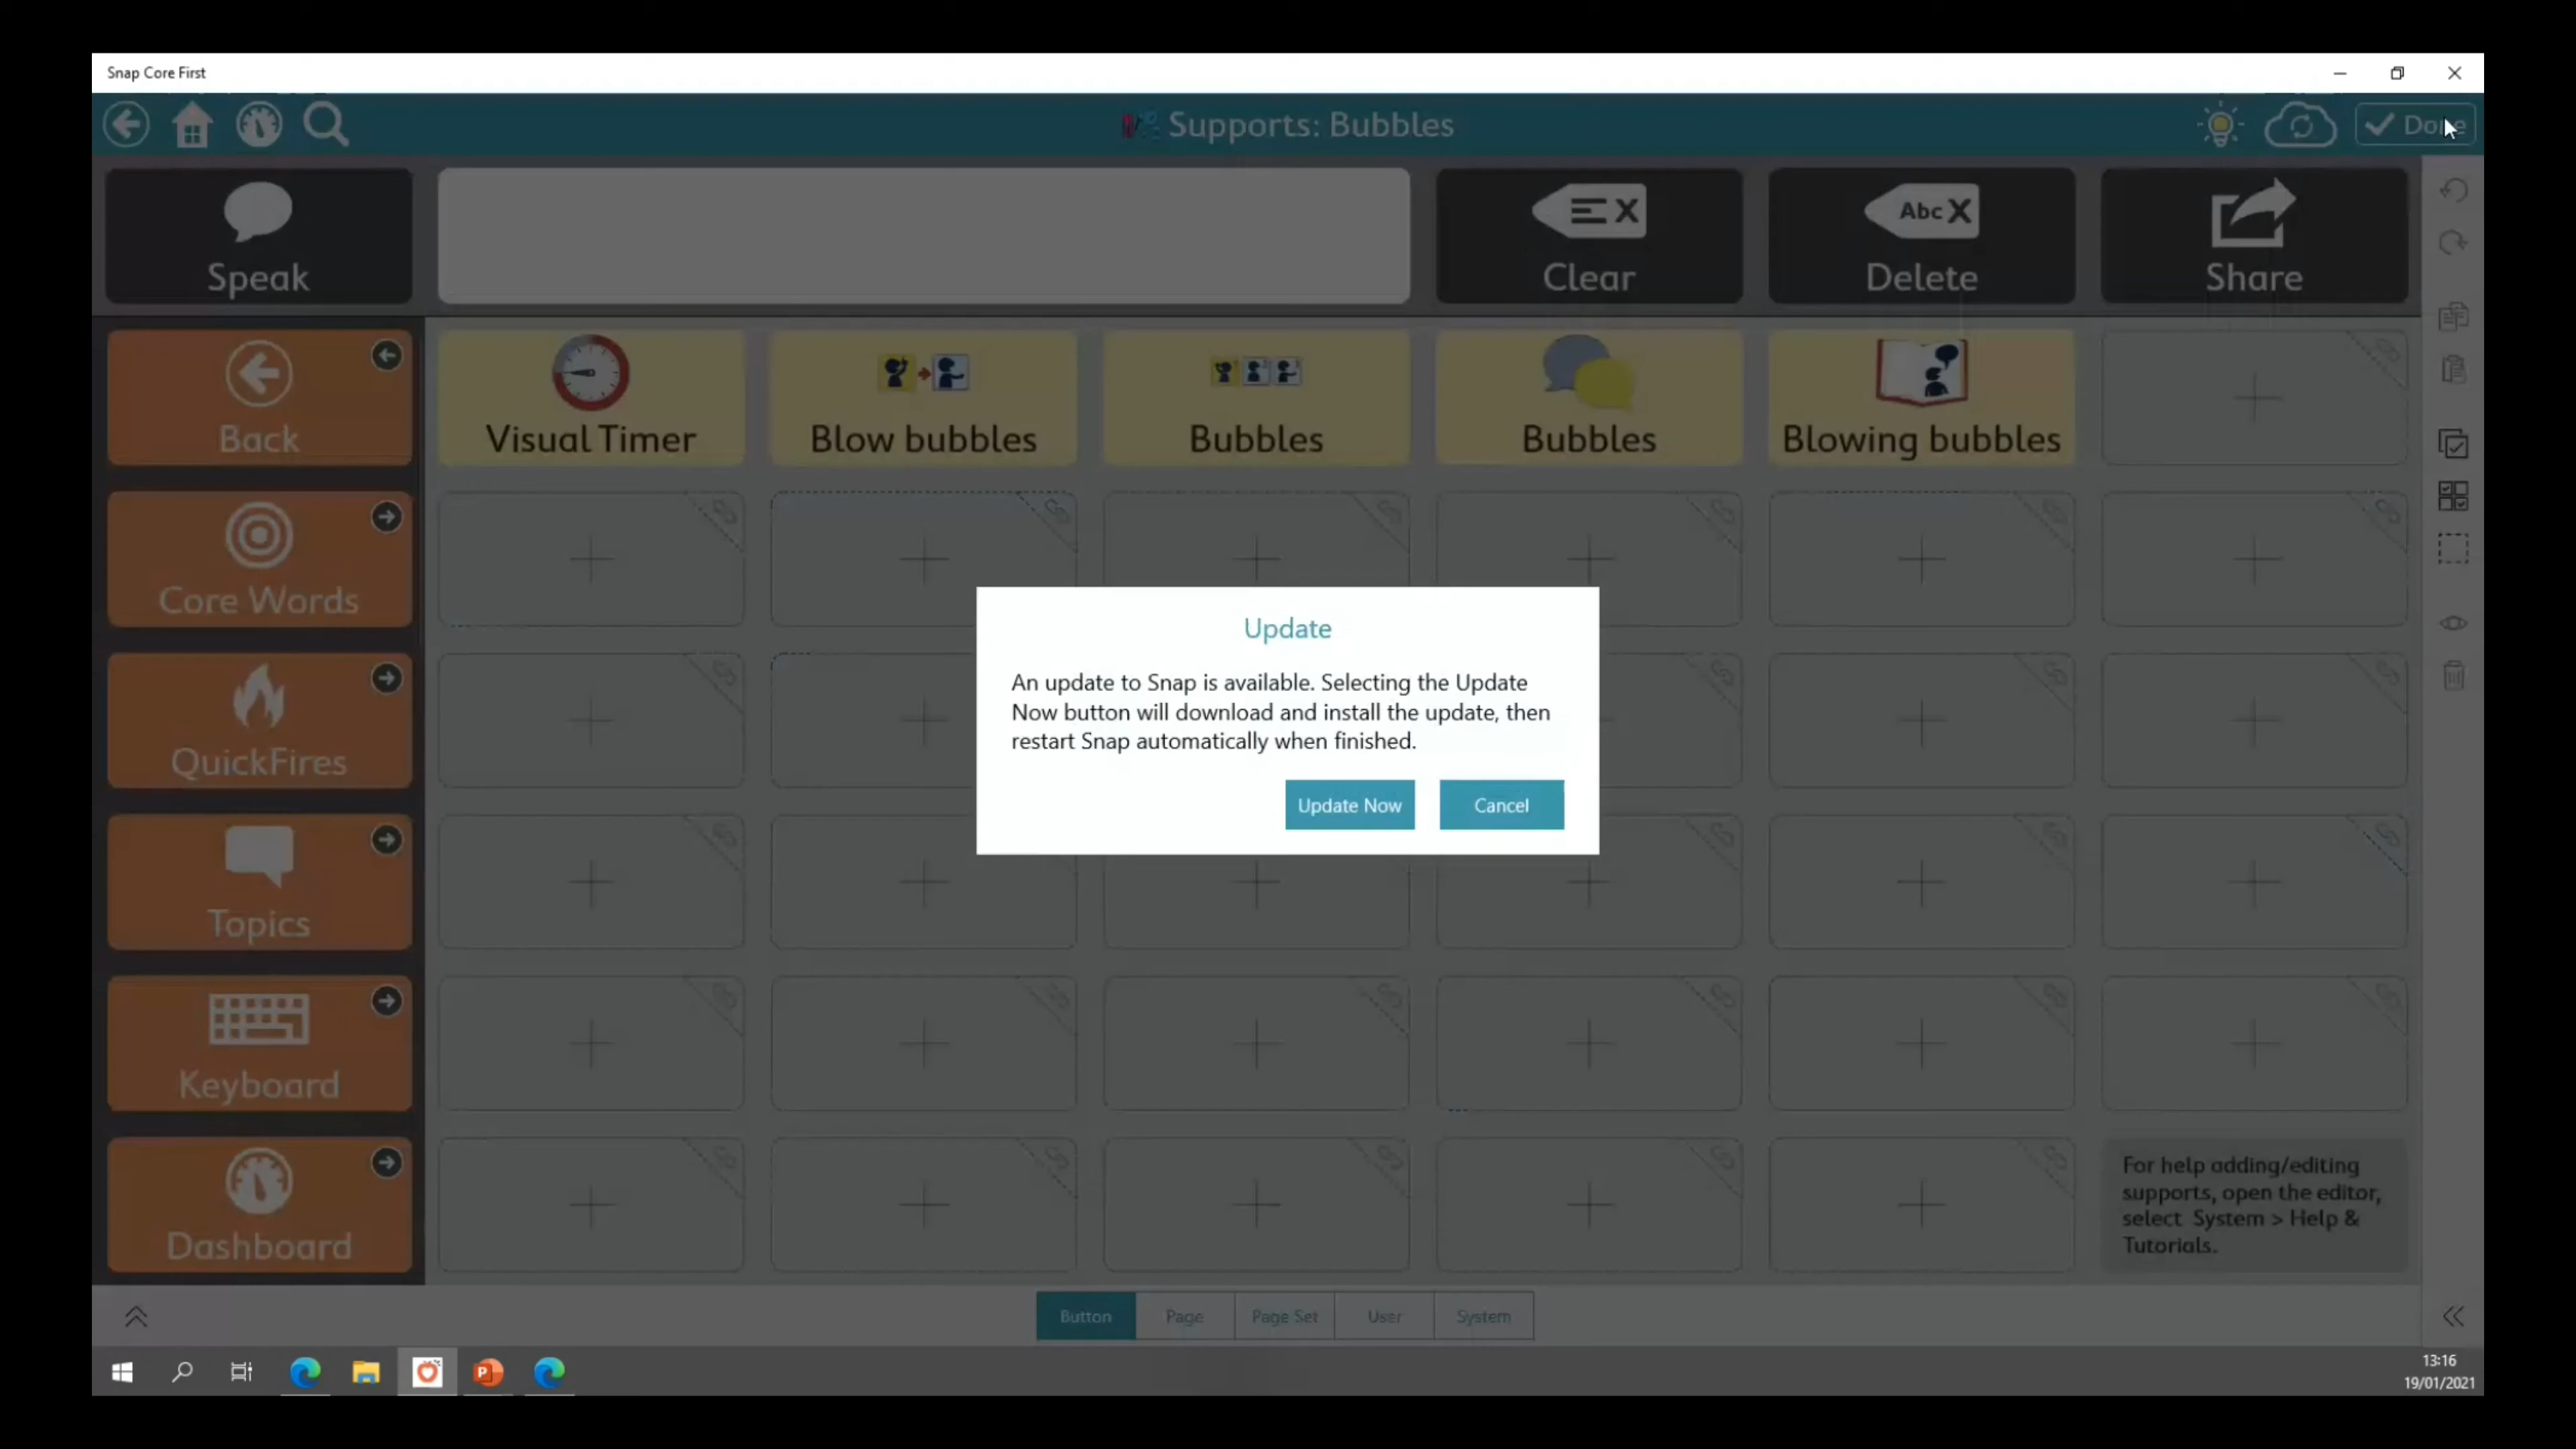 Snap Core First
Supports: Bubbles
Done
Speak
Clear
Abc
Delete
Share
Back
Visual Timer
Blow bubbles
Bubbles
Bubbles
Blowing bubbles
Core Words
QuickFires
Topics
Keyboard
Dashboard
Update
An update to Snap is available. Selecting the Update
Now button will download and install the update, then
restart Snap automatically when finished.
Update Now
Cancel
For help adding/editing
supports, open the editor,
select System > Help &
Tutorials.
Button
Page
Page Set
User
System
13:16
19/01/2021